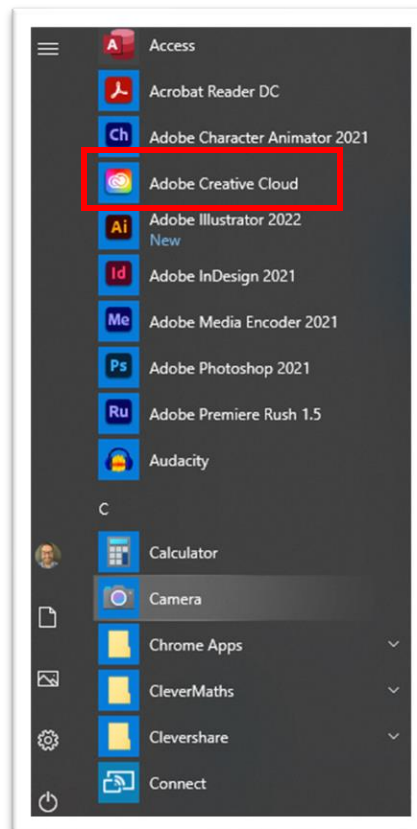 Access
Acrobat Reader DC
Ch Adobe Character Animator 2021
Adobe Creative Cloud
Ai Adobe Illustrator 2022
New
Id Adobe InDesign 2021
Me Adobe Media Encoder 2021
Ps Adobe Photoshop 2021
Ru Adobe Premiere Rush 1.5
Audacity
C
Calculator
Camera
Chrome Apps
CleverMaths
Clevershare
Connect